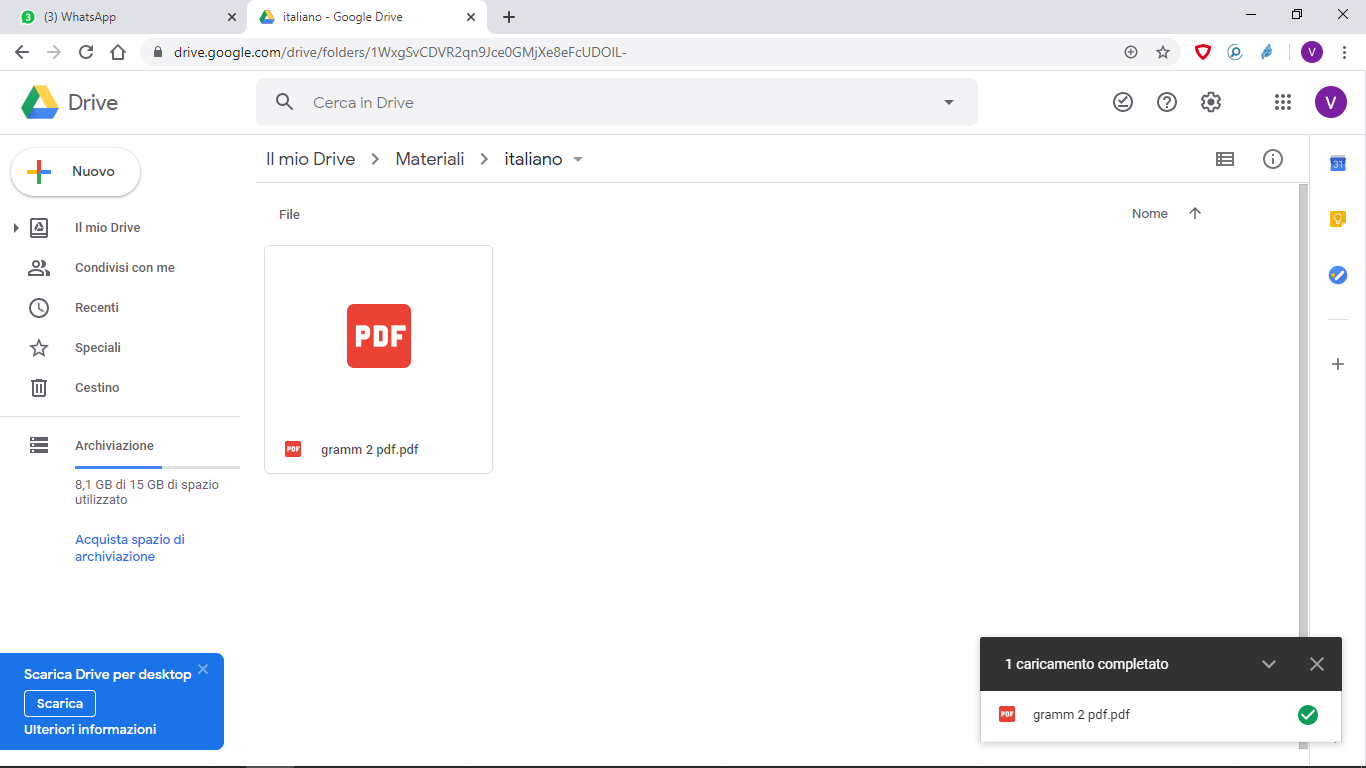 3 (3) WhatsApp
italiano - Google Drive
drive.google.com/drive/folders/1WxgSvCDVR2qn9Jce0GMjXe8eFcUDOIL-
V
Drive
Cerca in Drive
V
Nuovo
Il mio Drive
Materiali
italiano
31
File
Nome
Il mio Drive
Condivisi con me
Recenti
Speciali
Cestino
PDF
PDF gramm 2 pdf.pdf
Archiviazione
8,1 GB di 15 GB di spazio
utilizzato
Acquista spazio di
archiviazione
Scarica Drive per desktop
Scarica
Ulteriori informazioni
1 caricamento completato
PDF gramm 2 pdf.pdf